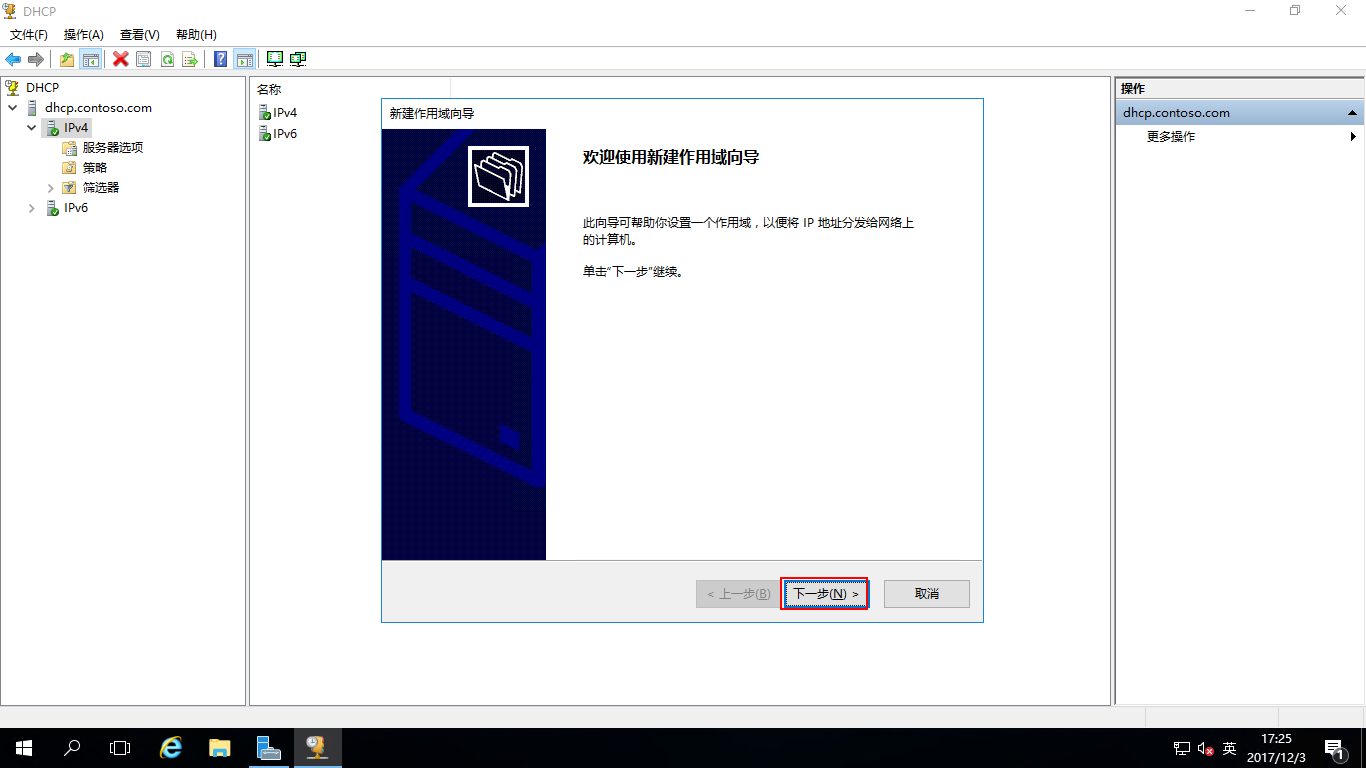 DHCP
文件(F) 操作(A) 查看(V) 帮助(H)
DHCP
dhcp.contoso.com
IPv4
服务器选项
策略
筛选器
IPv6
名称
IPv4
IPv6
新建作用域向导
欢迎使用新建作用域向导
此向导可帮助你设置一个作用域，以便将 IP 地址分发给网络上
的计算机。
单击"下一步"继续。
< 上一步(B) 下一步(N) > 取消
操作
dhcp.contoso.com
更多操作
英
17:25
2017/12/3
1